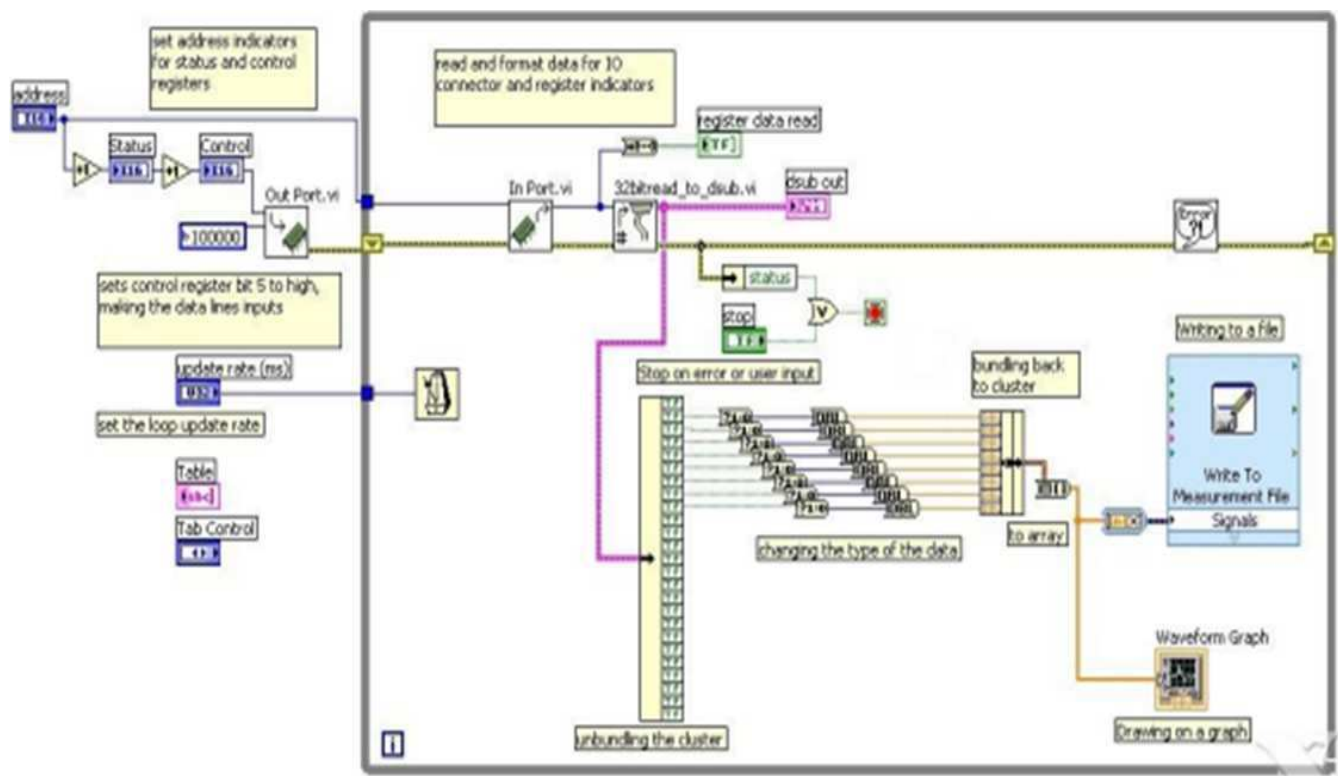 set address indicators
for status and control
registers
read and format data for IO
connector and register indicators
address
I16
Status
I16
Control
I16
Out Port.vi
100000
In Port.vi
32bitread_to_dsub.vi
register data read
[TF]
dsub out
Error
?!
status
stop
TF
Stop on error or user input
sets control register bit 5 to high,
making the data lines inputs
update rate (ms)
U32
set the loop update rate
Table
[abc]
Tab Control
bundling back
to cluster
Writing to a file
Write To
Measurement File
Signals
to array
changing the type of the data
Waveform Graph
Drawing on a graph
unbundling the cluster
i